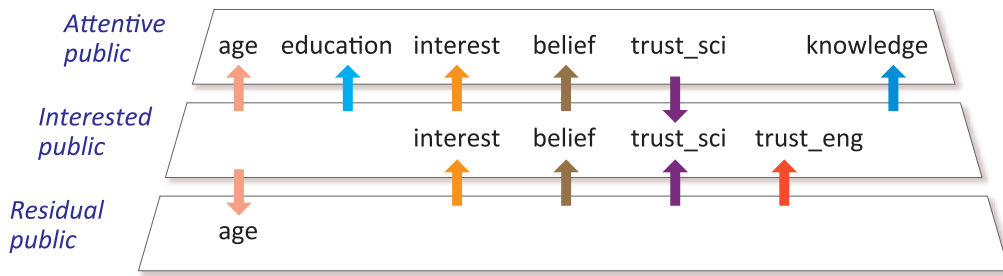 Attentive
public
age education interest belief trust_sci knowledge
Interested
public
interest belief trust_sci trust_eng
Residual
public
age